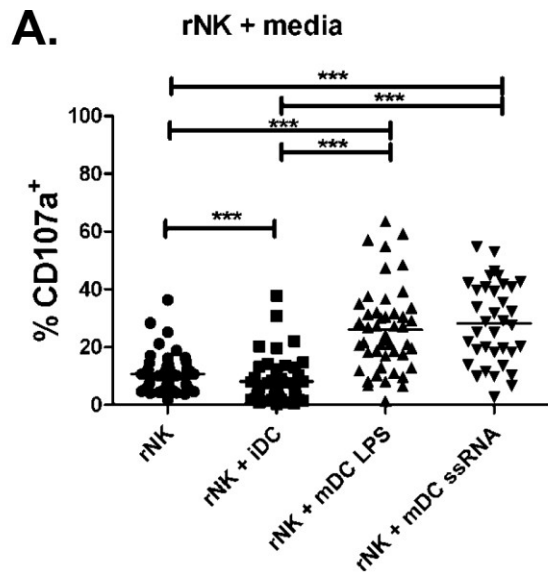 A.
rNK + media
***
***
***
***
***
100
80
60
40
20
0
% CD107a+
rNK
rNK + iDC
rNK + mDC LPS
rNK + mDC ssRNA